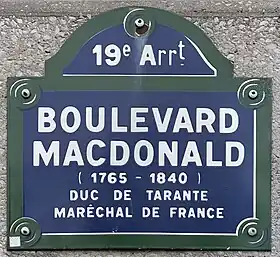 19e Arrt
BOULEVARD
MACDONALD
( 1765 - 1840 )
DUC DE TARANTE
MARÉCHAL DE FRANCE